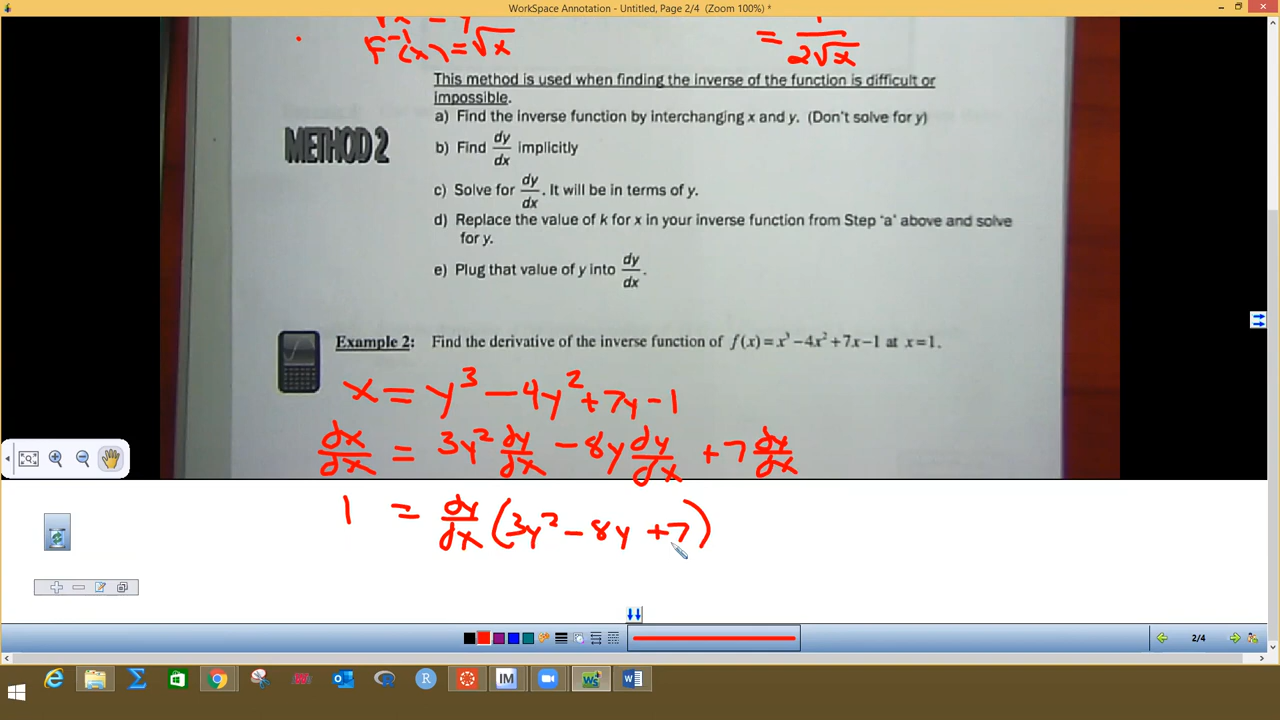 WorkSpace Annotation - Untitled, Page 2/4 (Zoom 100%) *
F⁻¹(x) = √x
= 1/(2√x)
This method is used when finding the inverse of the function is difficult or
impossible.
METHOD 2
a) Find the inverse function by interchanging x and y. (Don't solve for y)
b) Find dy/dx implicitly
c) Solve for dy/dx. It will be in terms of y.
d) Replace the value of k for x in your inverse function from Step 'a' above and solve
for y.
e) Plug that value of y into dy/dx.
Example 2: Find the derivative of the inverse function of f(x)=x³−4x²+7x−1 at x=1.
x = y³ − 4y² + 7y − 1
dx/dx = 3y² dy/dx − 8y dy/dx + 7 dy/dx
1 = dy/dx (3y² − 8y + 7)
2/4
R
IM